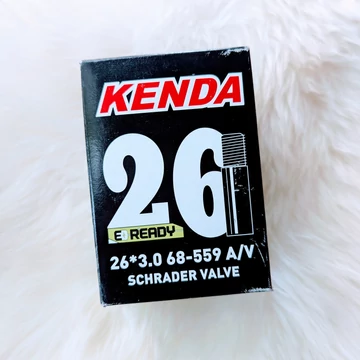 KENDA
26
E READY
26*3.0 68-559 A/V
SCHRADER VALVE